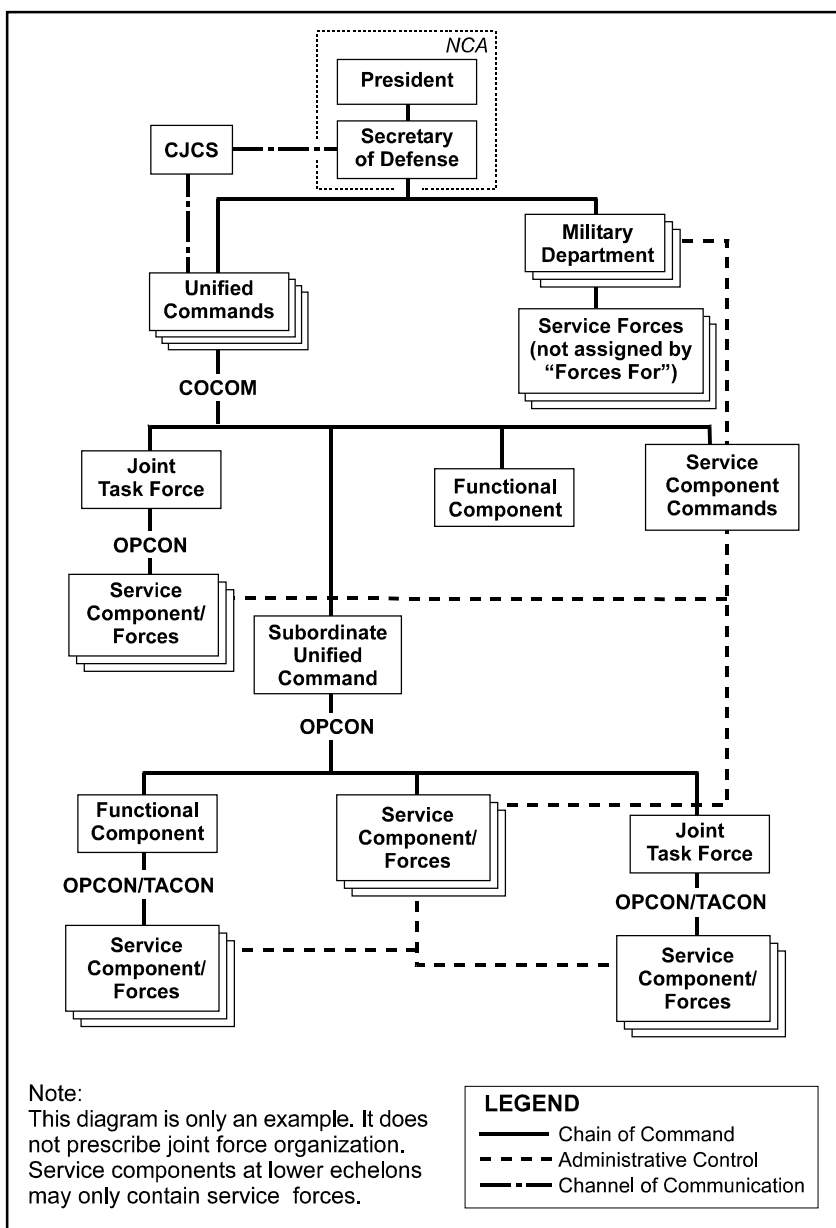 NCA
President
Secretary
of Defense
CJCS
Military
Department
Unified
Commands
Service Forces
(not assigned by
“Forces For”)
COCOM
Joint
Task Force
Functional
Component
Service
Component
Commands
OPCON
Service
Component/
Forces
Subordinate
Unified
Command
OPCON
Functional
Component
Service
Component/
Forces
Joint
Task Force
OPCON/TACON
OPCON/TACON
Service
Component/
Forces
Service
Component/
Forces
Note:
This diagram is only an example. It does
not prescribe joint force organization.
Service components at lower echelons
may only contain service forces.
LEGEND
Chain of Command
Administrative Control
Channel of Communication